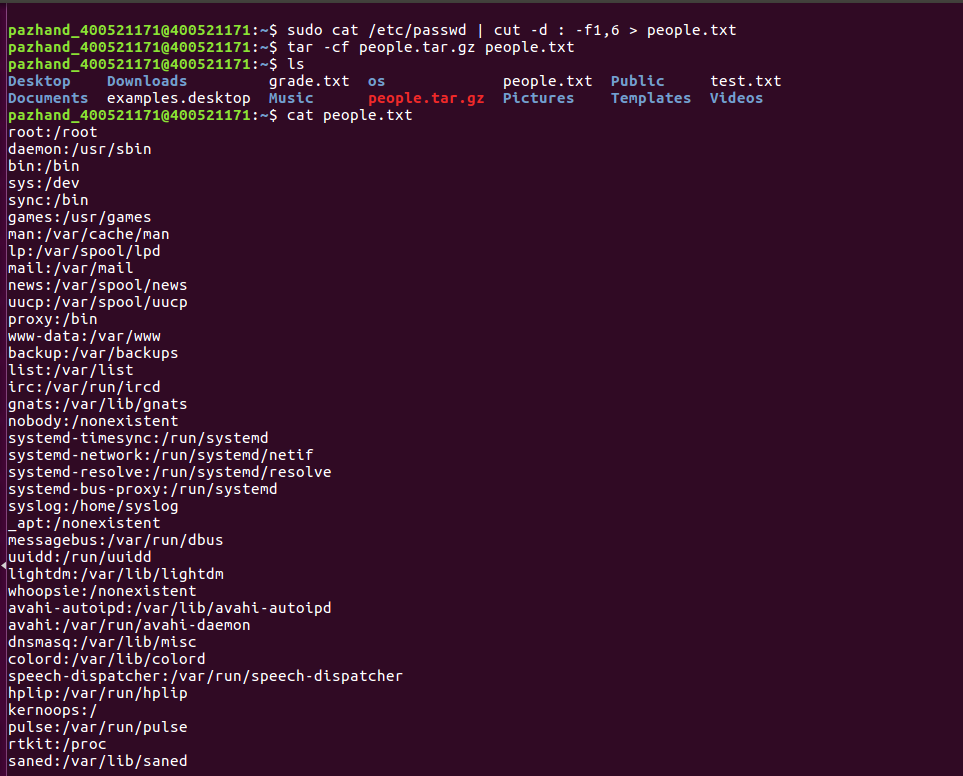 pazhand_400521171@400521171:~$ sudo cat /etc/passwd | cut -d : -f1,6 > people.txt
pazhand_400521171@400521171:~$ tar -cf people.tar.gz people.txt
pazhand_400521171@400521171:~$ ls
Desktop    Downloads         grade.txt  os             people.txt  Public     test.txt
Documents  examples.desktop  Music      people.tar.gz  Pictures    Templates  Videos
pazhand_400521171@400521171:~$ cat people.txt
root:/root
daemon:/usr/sbin
bin:/bin
sys:/dev
sync:/bin
games:/usr/games
man:/var/cache/man
lp:/var/spool/lpd
mail:/var/mail
news:/var/spool/news
uucp:/var/spool/uucp
proxy:/bin
www-data:/var/www
backup:/var/backups
list:/var/list
irc:/var/run/ircd
gnats:/var/lib/gnats
nobody:/nonexistent
systemd-timesync:/run/systemd
systemd-network:/run/systemd/netif
systemd-resolve:/run/systemd/resolve
systemd-bus-proxy:/run/systemd
syslog:/home/syslog
_apt:/nonexistent
messagebus:/var/run/dbus
uuidd:/run/uuidd
lightdm:/var/lib/lightdm
whoopsie:/nonexistent
avahi-autoipd:/var/lib/avahi-autoipd
avahi:/var/run/avahi-daemon
dnsmasq:/var/lib/misc
colord:/var/lib/colord
speech-dispatcher:/var/run/speech-dispatcher
hplip:/var/run/hplip
kernoops:/
pulse:/var/run/pulse
rtkit:/proc
saned:/var/lib/saned